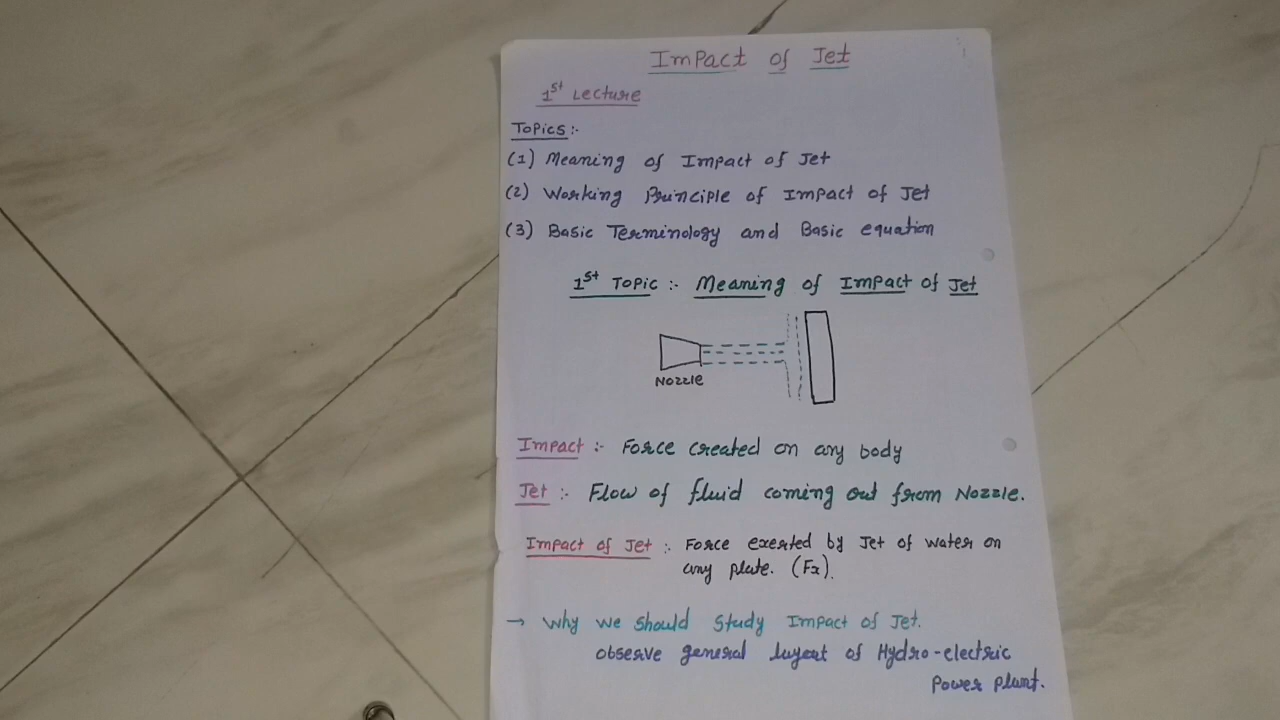 Impact of Jet
1st Lecture
Topics:-
(1) Meaning of Impact of Jet
(2) Working Principle of Impact of Jet
(3) Basic Terminology and Basic equation
1st Topic :- Meaning of Impact of Jet
Nozzle
Impact :- Force created on any body
Jet :- Flow of fluid coming out from Nozzle.
Impact of Jet :- Force exerted by Jet of water on
any plate. (Fx).
→ Why we should study Impact of Jet.
observe general layout of Hydro-electric
Power plant.